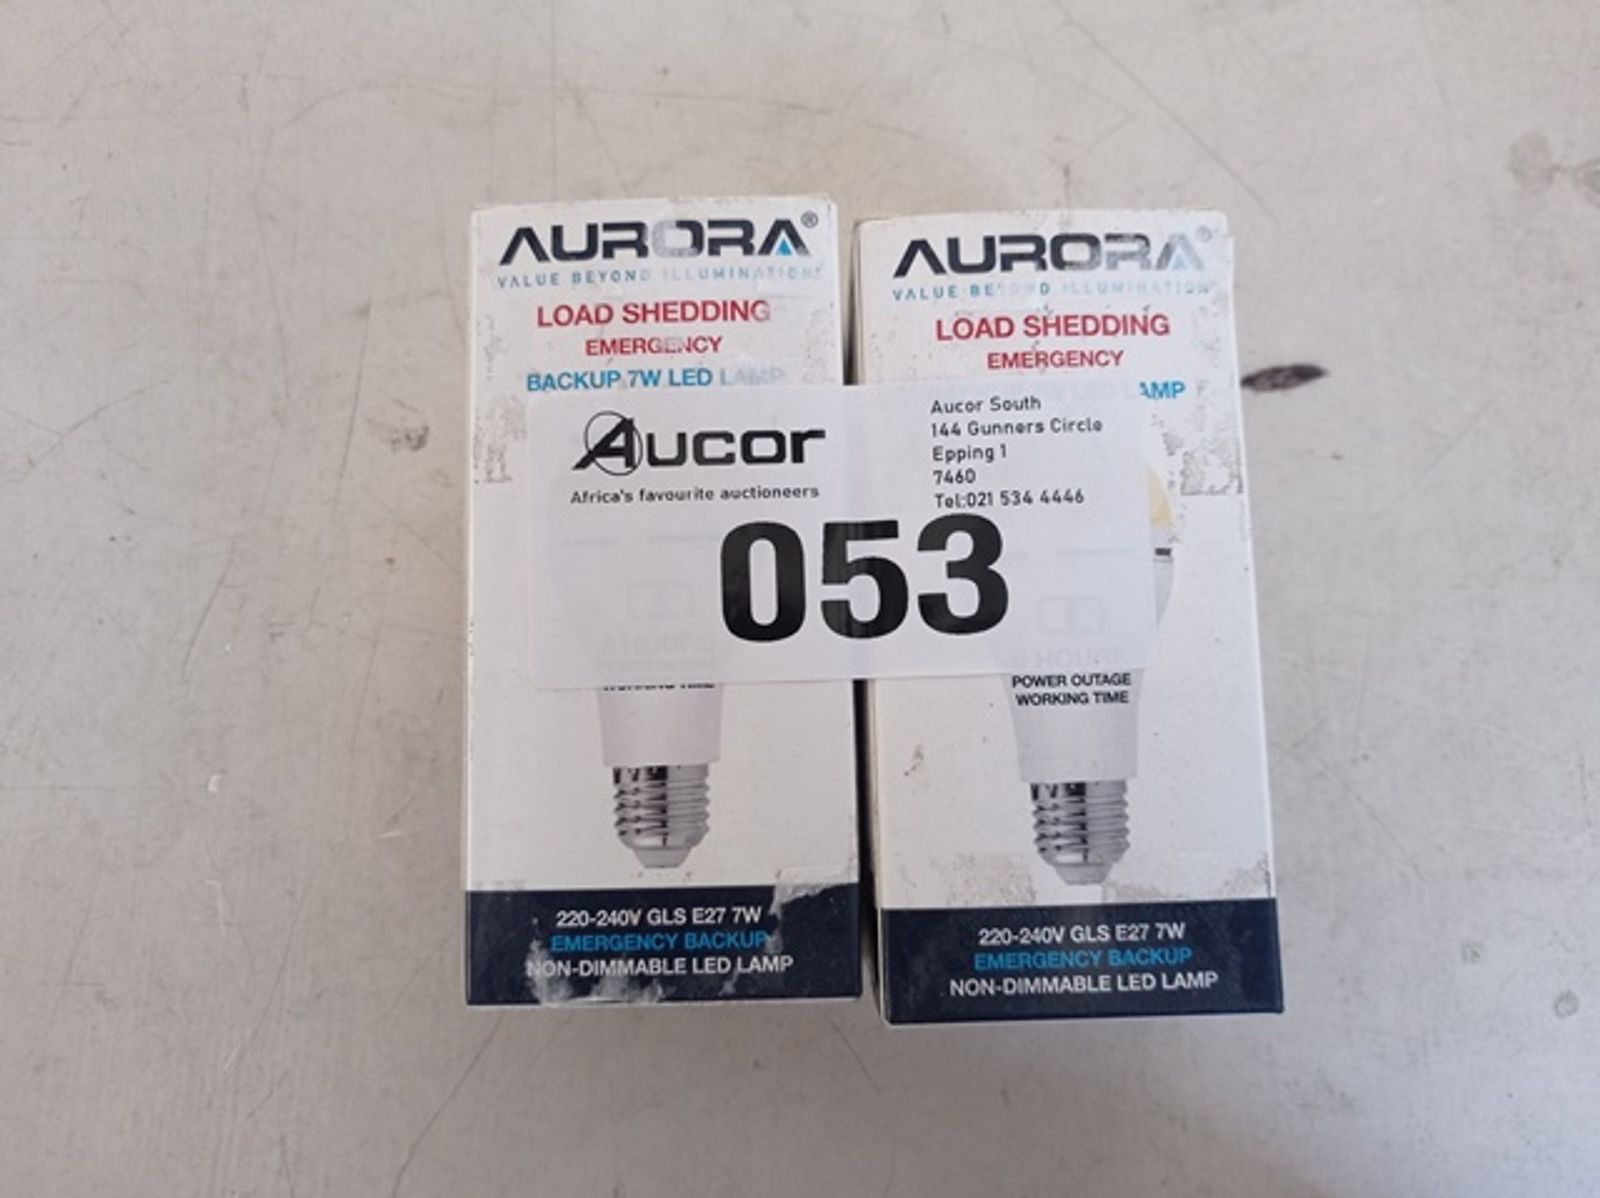 AURORA®
VALUE BEYOND ILLUMINATION
LOAD SHEDDING
EMERGENCY
BACKUP 7W LED LAMP
AURORA®
VALUE BEYOND ILLUMINATION
LOAD SHEDDING
EMERGENCY
LED LAMP
Aucor
Africa's favourite auctioneers
Aucor South
144 Gunners Circle
Epping 1
7460
Tel:021 534 4446
053
WORKING TIME
220-240V GLS E27 7W
EMERGENCY BACKUP
NON-DIMMABLE LED LAMP
POWER OUTAGE
WORKING TIME
220-240V GLS E27 7W
EMERGENCY BACKUP
NON-DIMMABLE LED LAMP